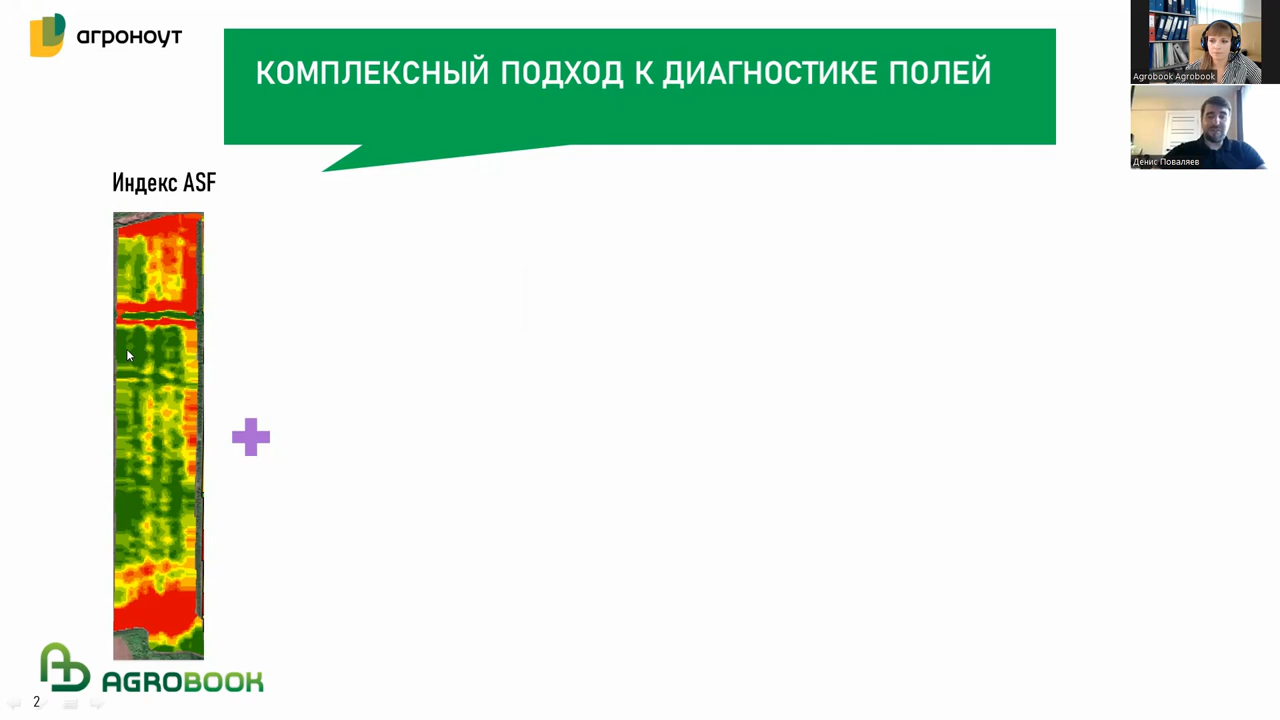 агроноут
КОМПЛЕКСНЫЙ ПОДХОД К ДИАГНОСТИКЕ ПОЛЕЙ
Agrobook Agrobook
Денис Поваляев
Индекс ASF
AGROBOOK
2